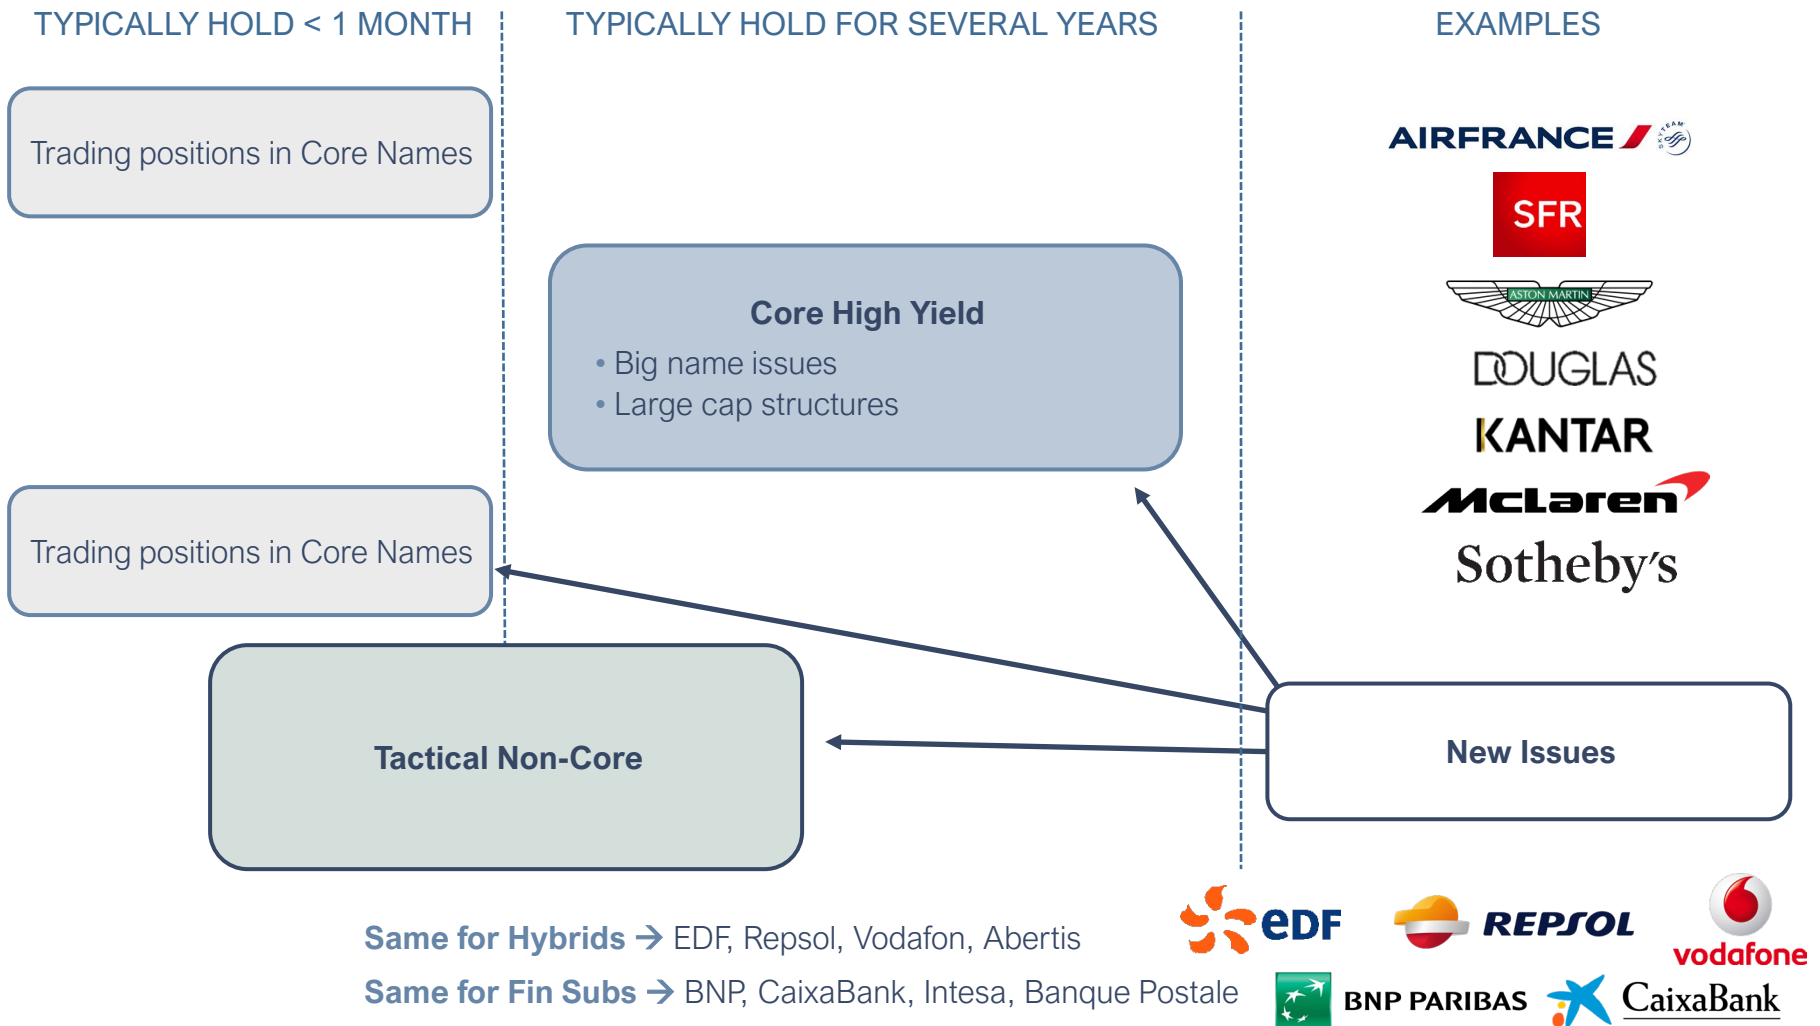 TYPICALLY HOLD < 1 MONTH
TYPICALLY HOLD FOR SEVERAL YEARS
EXAMPLES
Trading positions in Core Names
AIRFRANCE
SKYTEAM
SFR
ASTON MARTIN
Core High Yield
• Big name issues
• Large cap structures
DOUGLAS
KANTAR
McLaren
Sotheby's
Trading positions in Core Names
Tactical Non-Core
New Issues
Same for Hybrids → EDF, Repsol, Vodafon, Abertis
eDF
REPSOL
vodafone
Same for Fin Subs → BNP, CaixaBank, Intesa, Banque Postale
BNP PARIBAS
CaixaBank